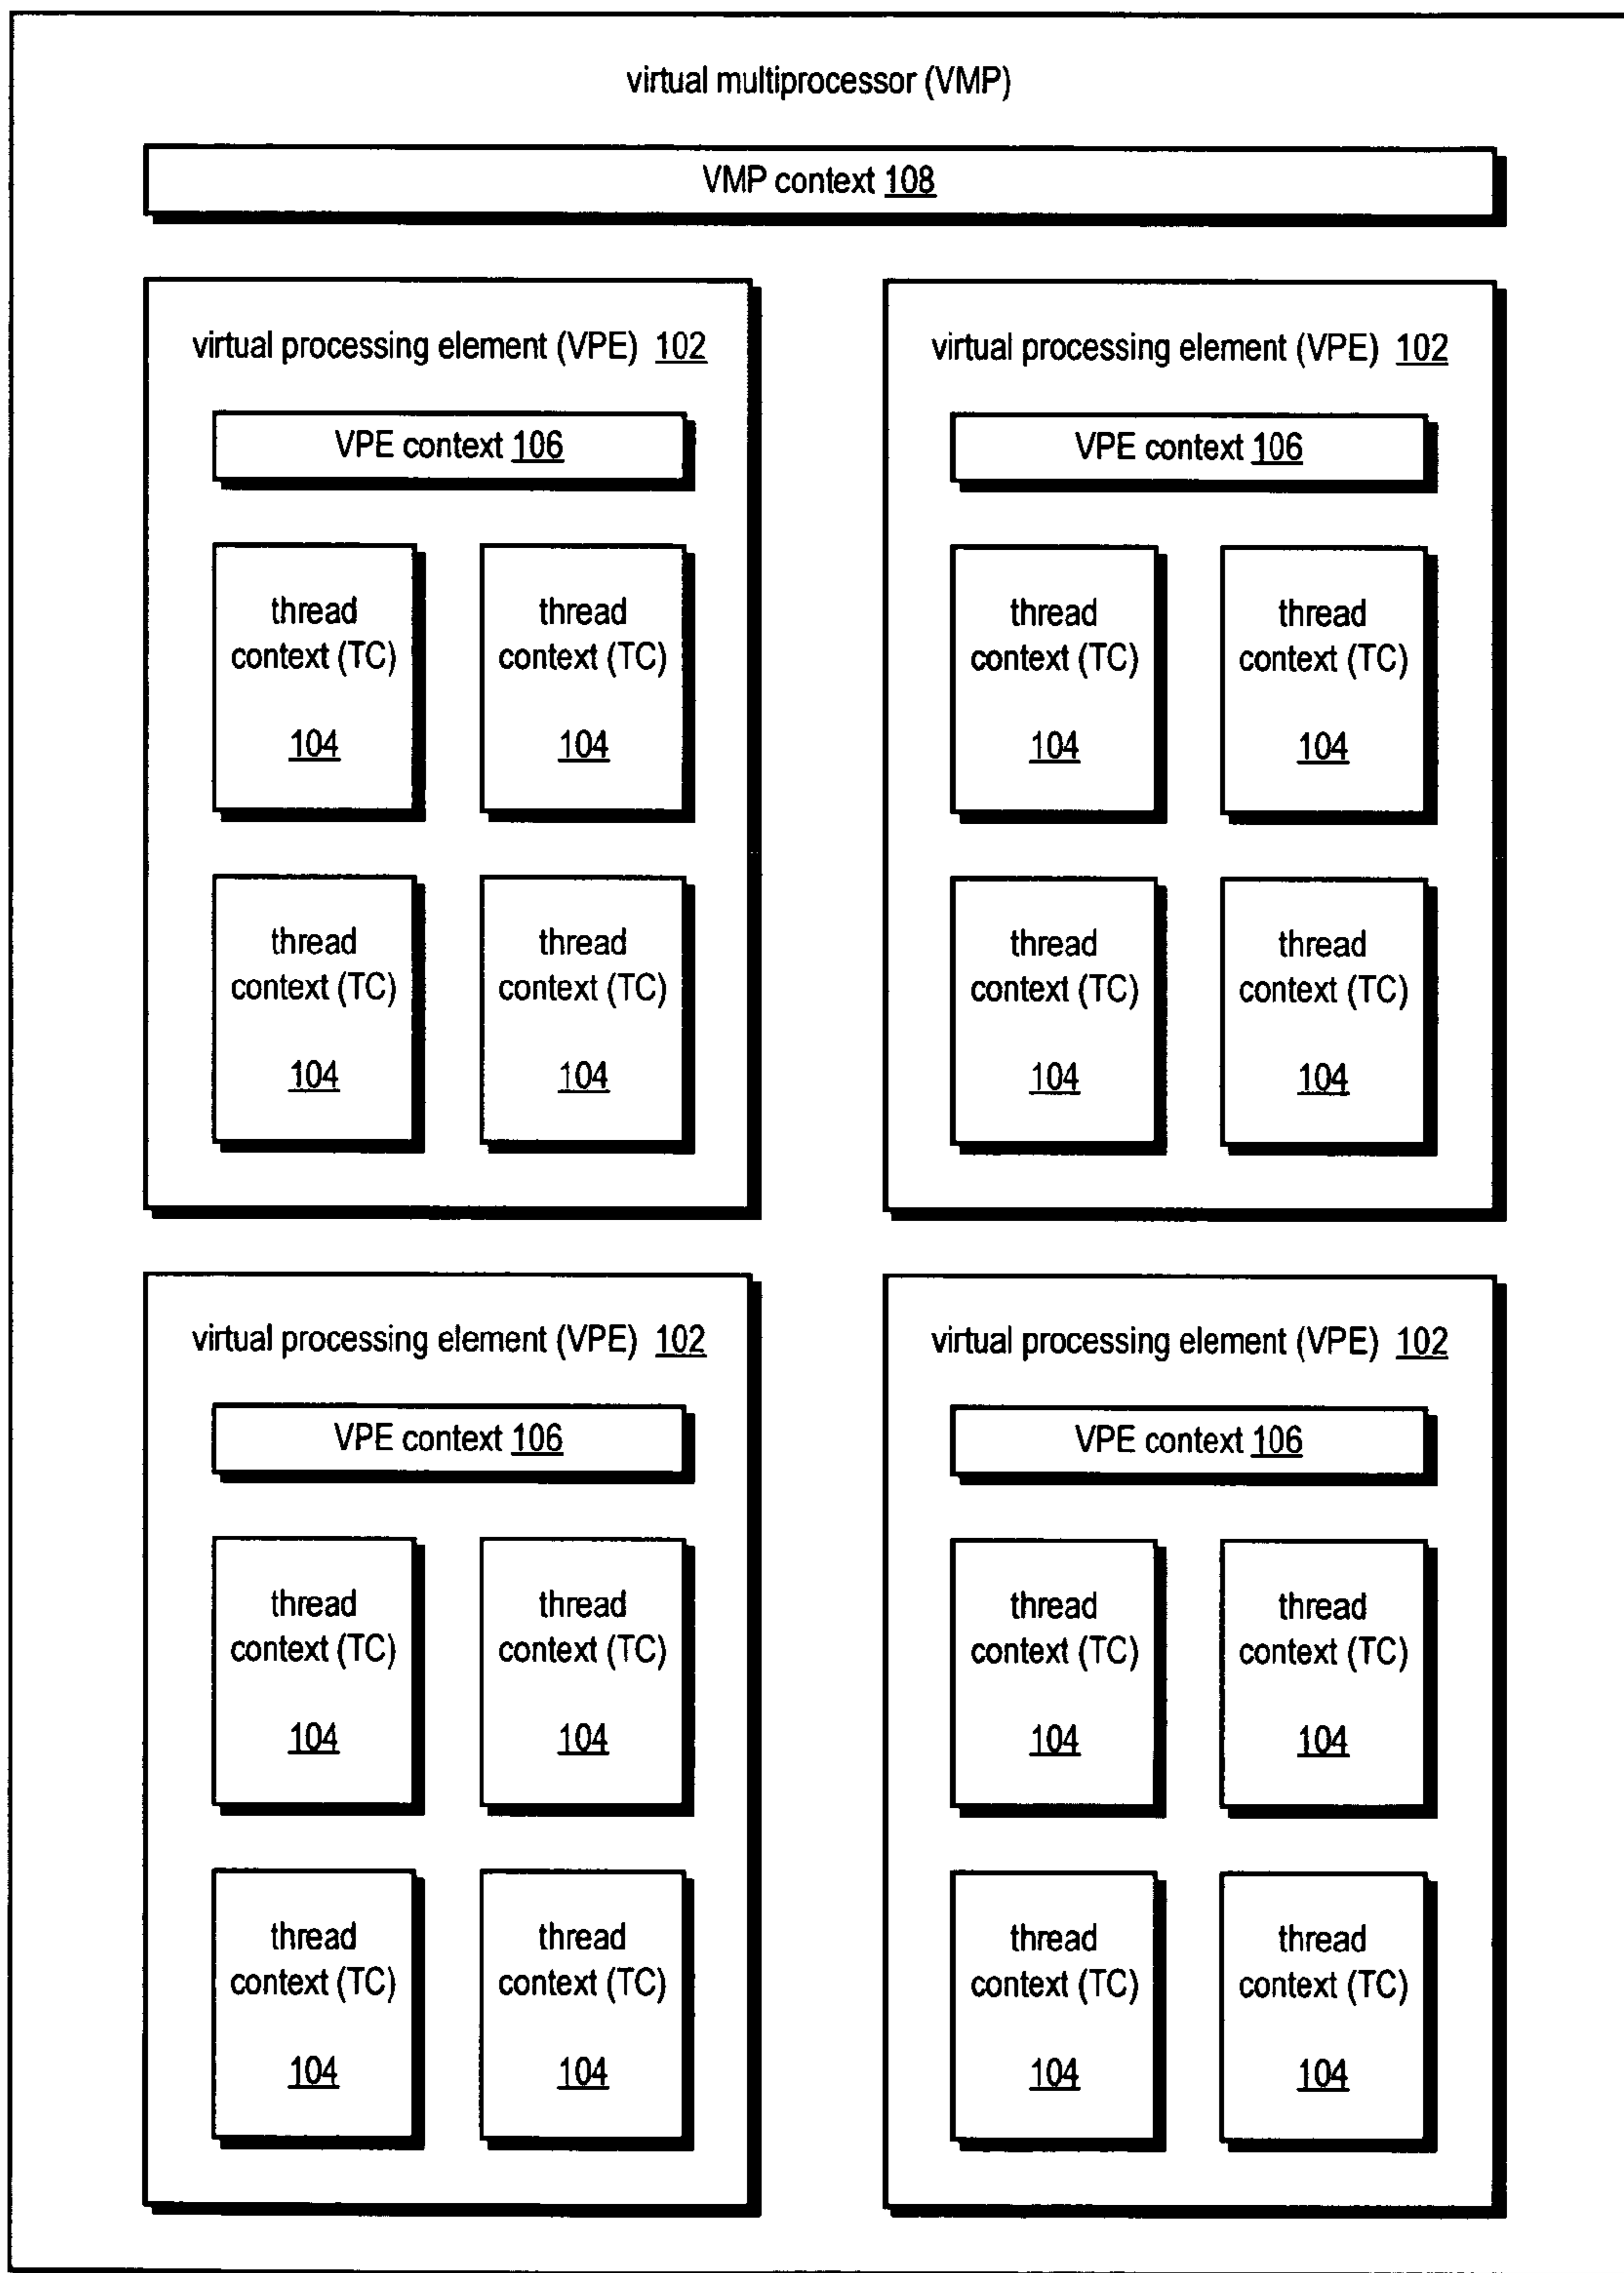 virtual multiprocessor (VMP)
VMP context 108
virtual processing element (VPE) 102
VPE context 106
thread
context (TC)
104
thread
context (TC)
104
thread
context (TC)
104
thread
context (TC)
104
virtual processing element (VPE) 102
VPE context 106
thread
context (TC)
104
thread
context (TC)
104
thread
context (TC)
104
thread
context (TC)
104
virtual processing element (VPE) 102
VPE context 106
thread
context (TC)
104
thread
context (TC)
104
thread
context (TC)
104
thread
context (TC)
104
virtual processing element (VPE) 102
VPE context 106
thread
context (TC)
104
thread
context (TC)
104
thread
context (TC)
104
thread
context (TC)
104